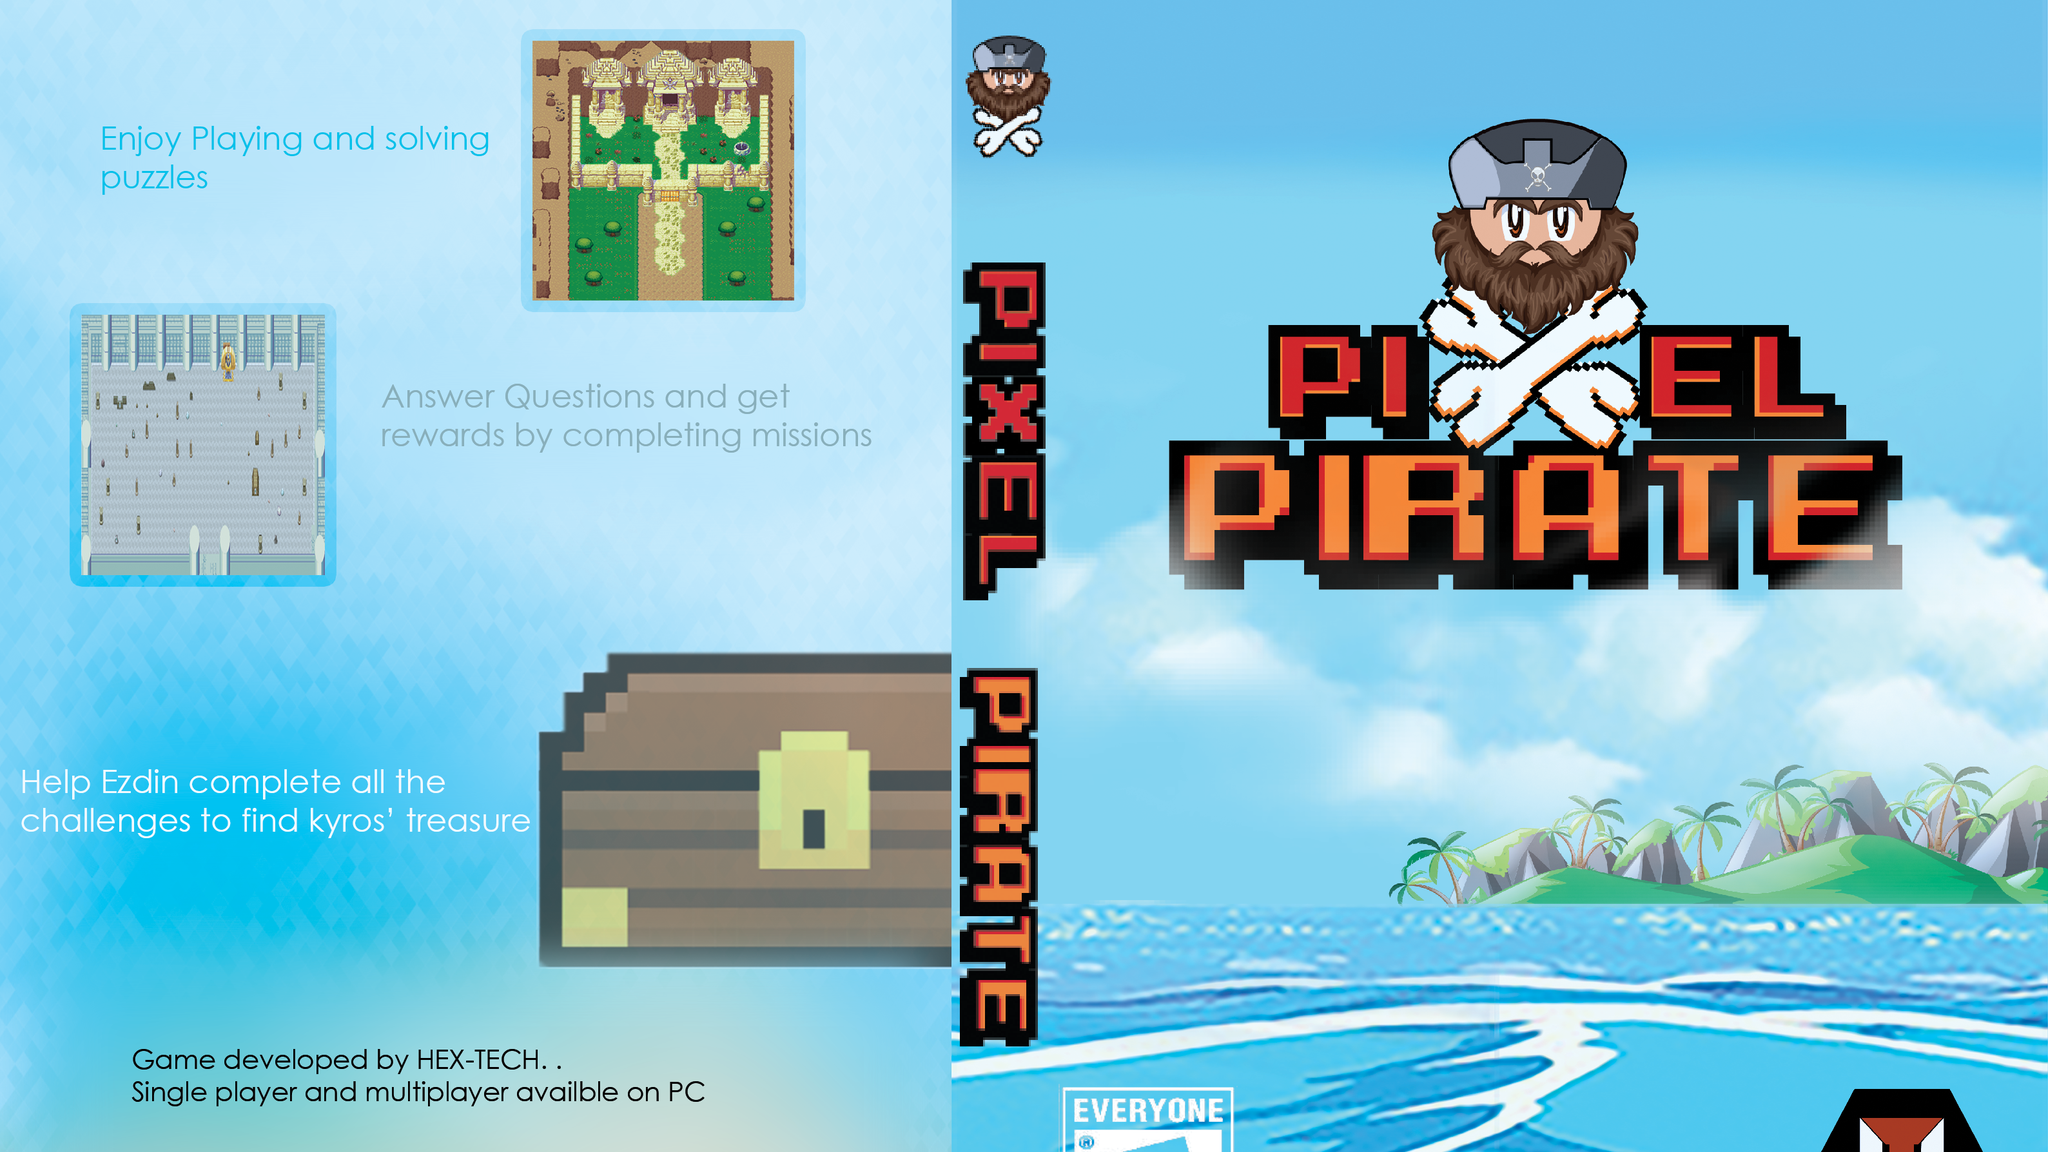 Enjoy Playing and solving
puzzles
Answer Questions and get
rewards by completing missions
Help Ezdin complete all the
challenges to find kyros’ treasure
Game developed by HEX-TECH. .
Single player and multiplayer availble on PC
PIXEL
PIRATE
PIXEL
PIRATE
EVERYONE
®